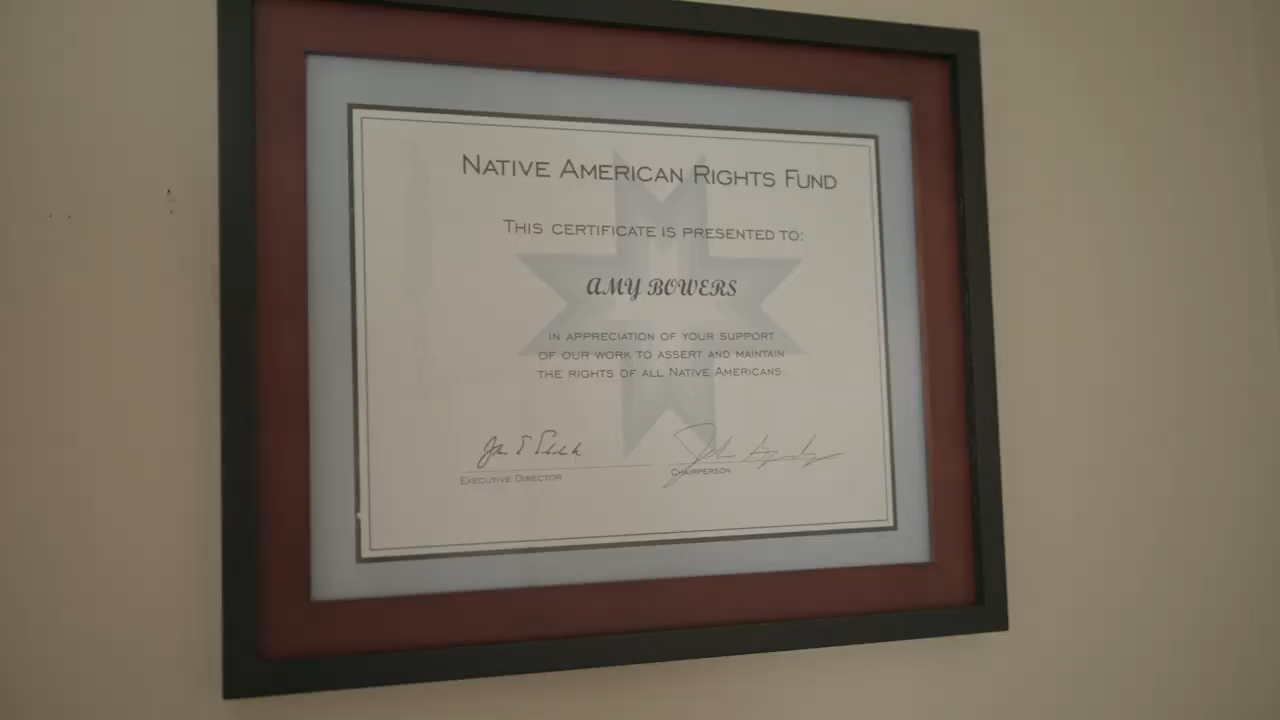 NATIVE AMERICAN RIGHTS FUND
THIS CERTIFICATE IS PRESENTED TO:
AMY BOWERS
IN APPRECIATION OF YOUR SUPPORT
OF OUR WORK TO ASSERT AND MAINTAIN
THE RIGHTS OF ALL NATIVE AMERICANS.
EXECUTIVE DIRECTOR
CHAIRPERSON